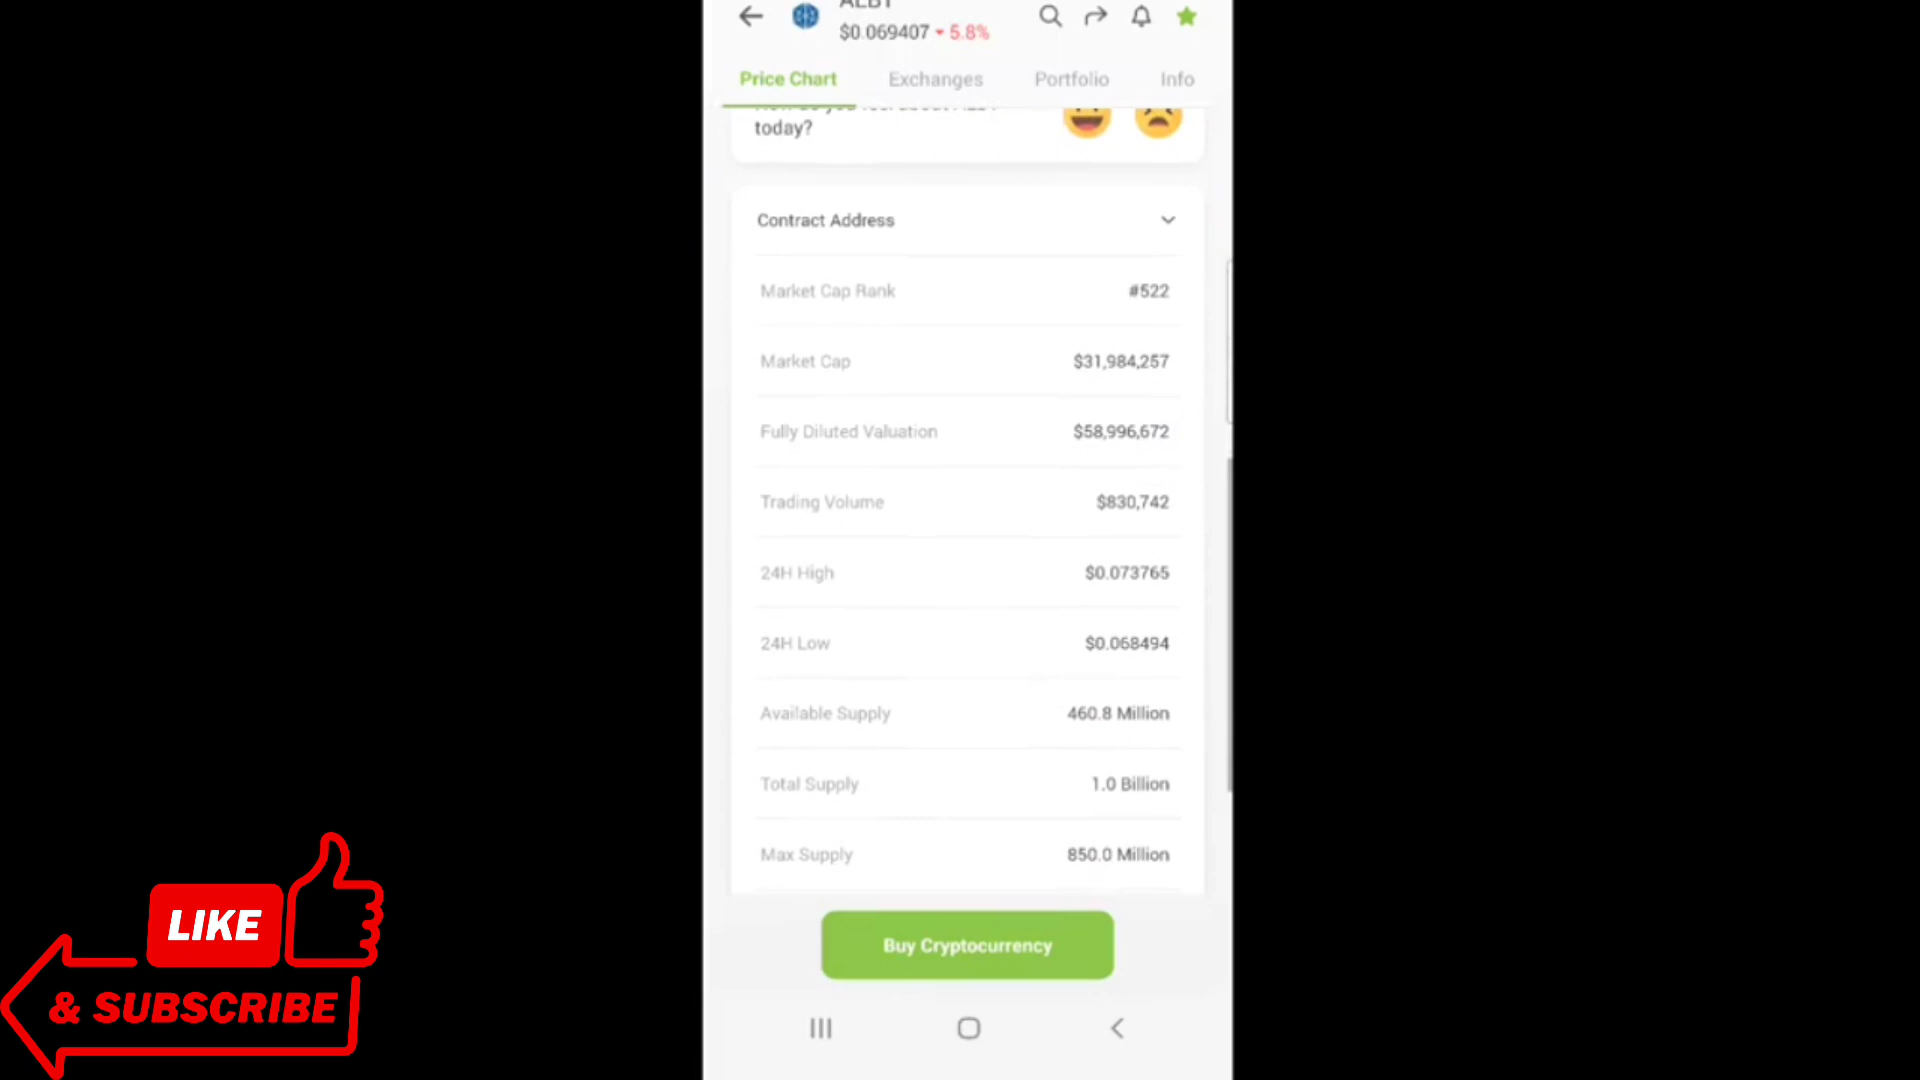 $0.069407 5.8%
Price Chart Exchanges Portfolio Info
today?
Contract Address
Market Cap Rank #522
Market Cap $31,984,257
Fully Diluted Valuation $58,996,672
Trading Volume $830,742
24H High $0.073765
24H Low $0.068494
Available Supply 460.8 Million
Total Supply 1.0 Billion
Max Supply 850.0 Million
Buy Cryptocurrency
LIKE
& SUBSCRIBE